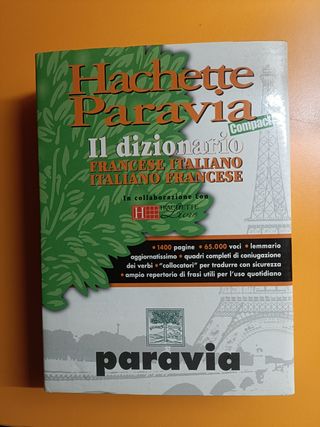 Hachette
Paravia
Compact
Il dizionario
FRANCESE ITALIANO
ITALIANO FRANCESE
In collaborazione con
H HACHETTE
Livre
• 1400 pagine • 65.000 voci • lemmario
aggiornatissimo • quadri completi di coniugazione
dei verbi • “collocatori” per tradurre con sicurezza
• ampio repertorio di frasi utili per l'uso quotidiano
paravia